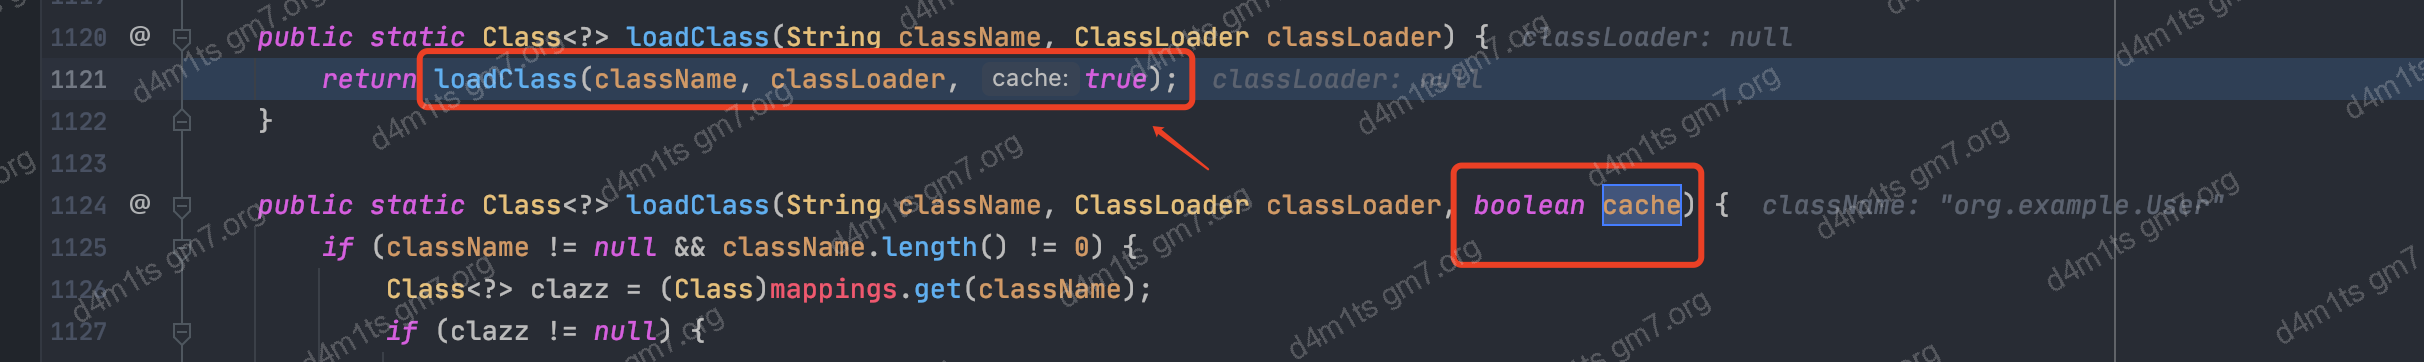 1120 @ public static Class<?> loadClass(String className, ClassLoader classLoader) { classLoader: null
1121 return loadClass(className, classLoader, cache: true); classLoader: null
1122 }
1123
1124 @ public static Class<?> loadClass(String className, ClassLoader classLoader, boolean cache) { className: "org.example.User"
1125 if (className != null && className.length() != 0) {
1126 Class<?> clazz = (Class)mappings.get(className);
1127 if (clazz != null) {
d4m1ts gm7.org